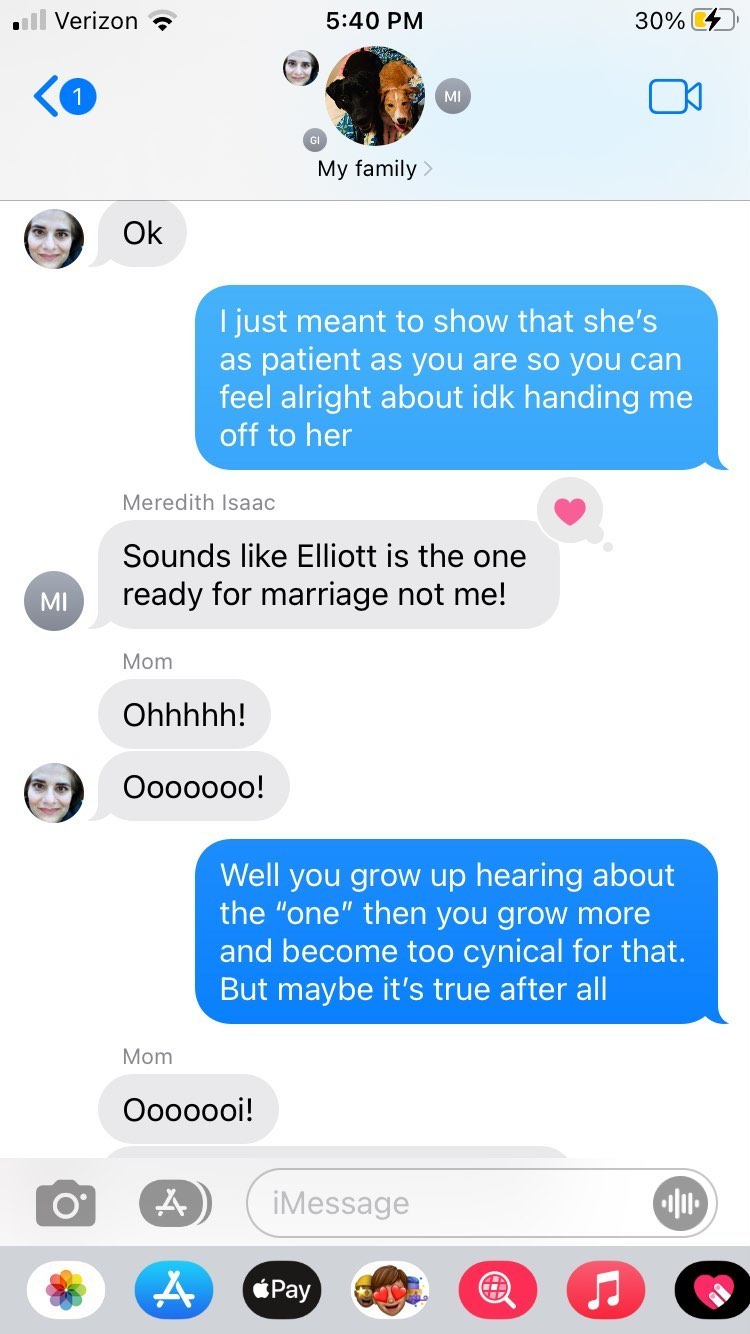 Verizon 5:40 PM 30%
1
MI
GI
My family
Ok
I just meant to show that she's
as patient as you are so you can
feel alright about idk handing me
off to her
Meredith Isaac
Sounds like Elliott is the one
ready for marriage not me!
MI
Mom
Ohhhhh!
Ooooooo!
Well you grow up hearing about
the “one” then you grow more
and become too cynical for that.
But maybe it's true after all
Mom
Ooooooi!
iMessage
Pay